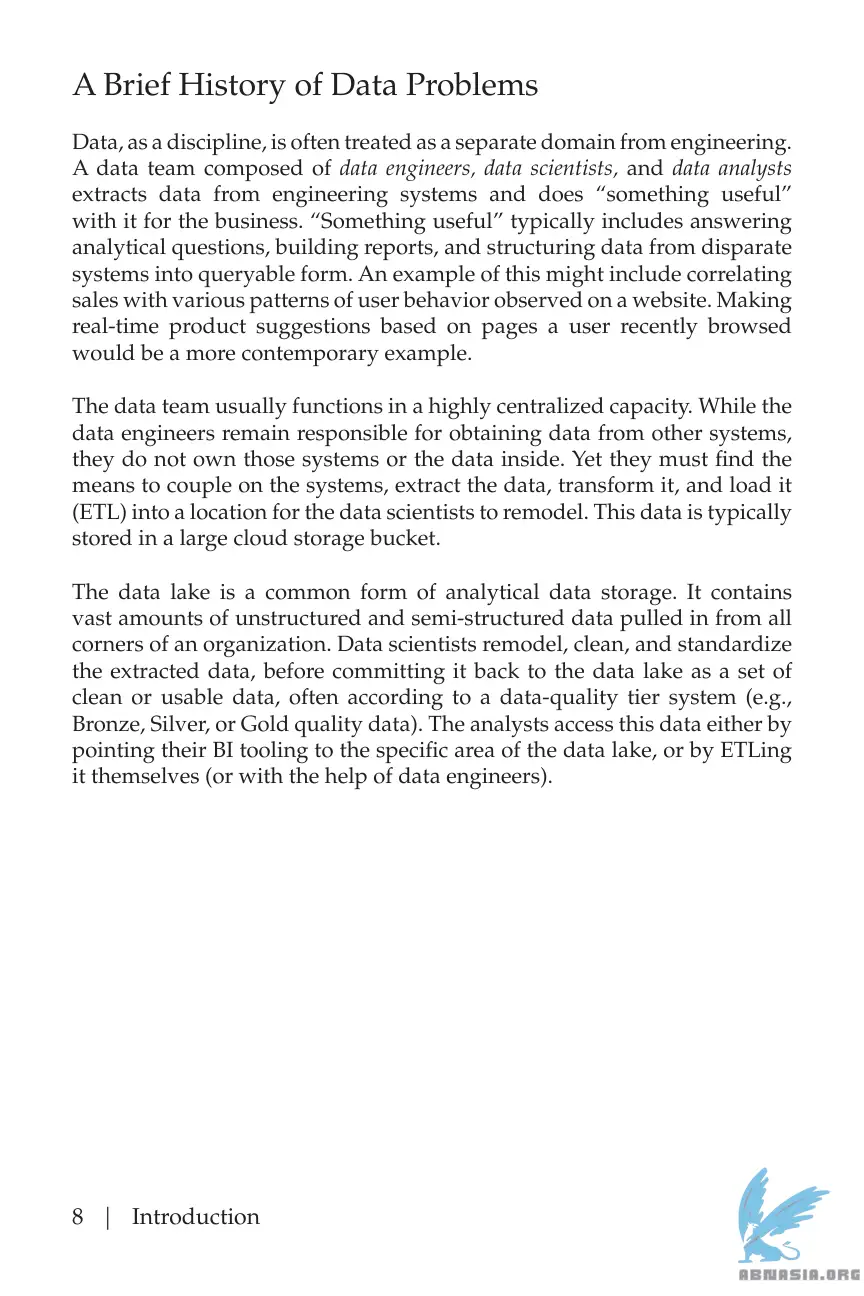 A Brief History of Data Problems
Data, as a discipline, is often treated as a separate domain from engineering.
A data team composed of data engineers, data scientists, and data analysts
extracts data from engineering systems and does “something useful”
with it for the business. “Something useful” typically includes answering
analytical questions, building reports, and structuring data from disparate
systems into queryable form. An example of this might include correlating
sales with various patterns of user behavior observed on a website. Making
real-time product suggestions based on pages a user recently browsed
would be a more contemporary example.
The data team usually functions in a highly centralized capacity. While the
data engineers remain responsible for obtaining data from other systems,
they do not own those systems or the data inside. Yet they must find the
means to couple on the systems, extract the data, transform it, and load it
(ETL) into a location for the data scientists to remodel. This data is typically
stored in a large cloud storage bucket.
The data lake is a common form of analytical data storage. It contains
vast amounts of unstructured and semi-structured data pulled in from all
corners of an organization. Data scientists remodel, clean, and standardize
the extracted data, before committing it back to the data lake as a set of
clean or usable data, often according to a data-quality tier system (e.g.,
Bronze, Silver, or Gold quality data). The analysts access this data either by
pointing their BI tooling to the specific area of the data lake, or by ETLing
it themselves (or with the help of data engineers).
8 | Introduction
ABNASIA.ORG